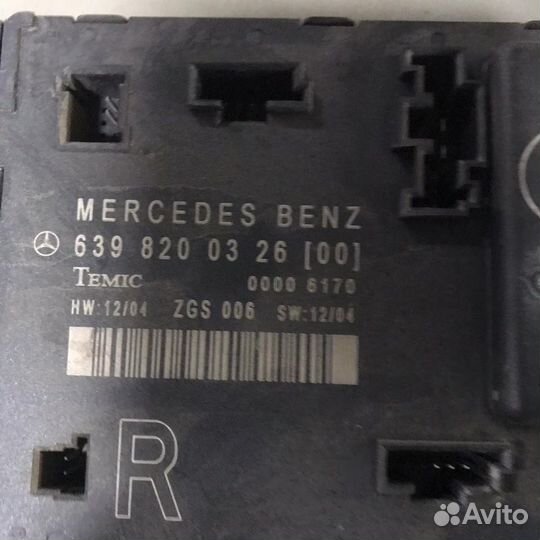 MERCEDES BENZ
639 820 03 26 [00]
TEMIC 0000 6170
HW:12/04 ZGS 006 SW:12/04
R
Avito